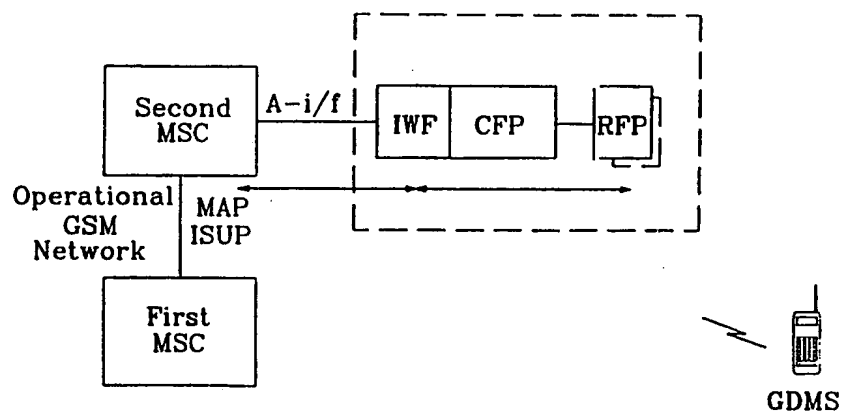 Second
MSC
A-i/f
IWF
CFP
RFP
Operational
GSM
Network
MAP
ISUP
First
MSC
GDMS